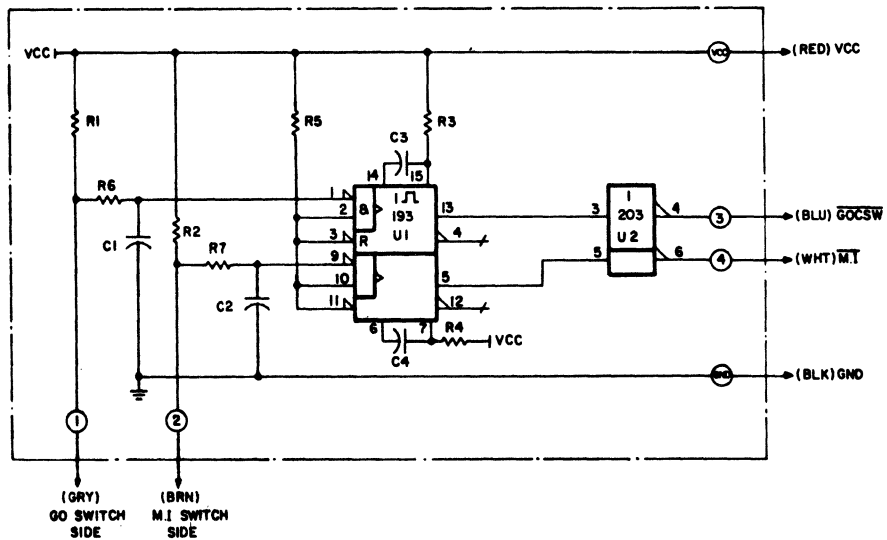 VCC
VCC
(RED) VCC
R1
R5
R3
C3
14
15
R6
1
1
193
U1
&
2
3
R
13
4
1
203
U2
3
4
3
(BLU) GOCSW
C1
R2
R7
9
10
11
5
12
5
6
4
(WHT) M.I
C2
6
7
R4
VCC
C4
GND
(BLK) GND
1
2
(GRY)
GO SWITCH
SIDE
(BRN)
M.I SWITCH
SIDE